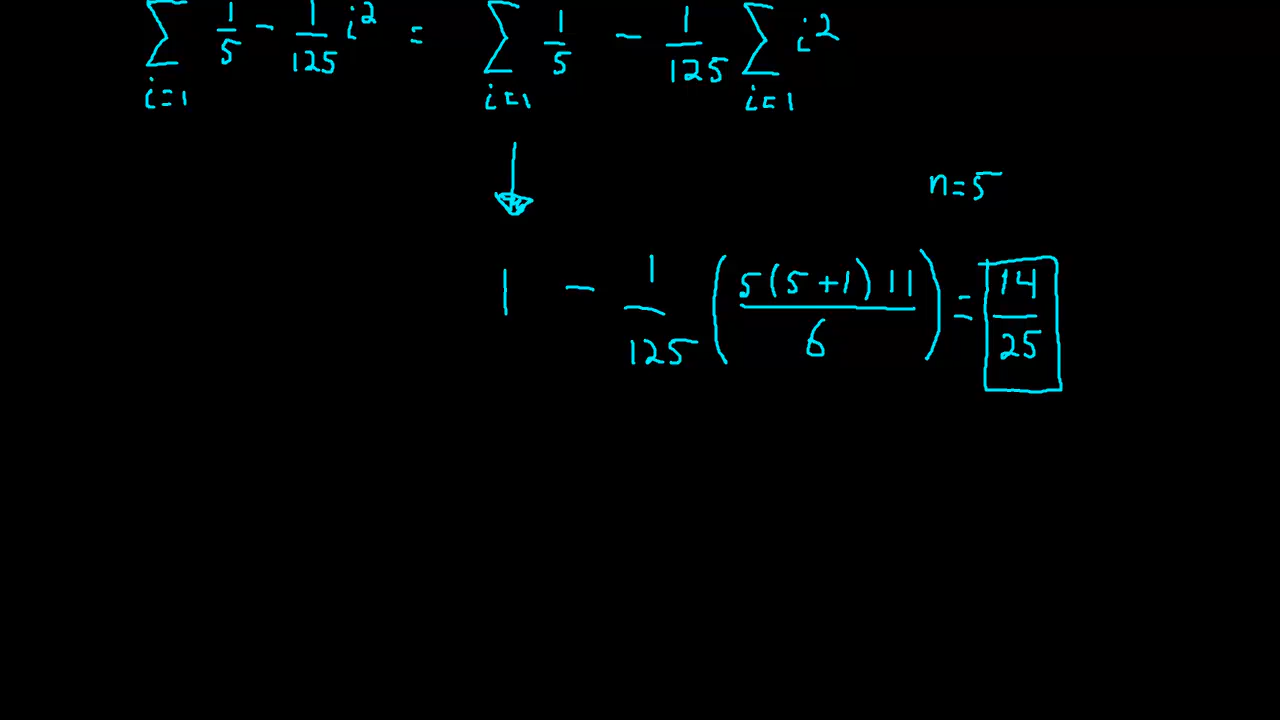 ∑ i=1 1/5 - 1/125 i² = ∑ i=1 1/5 - 1/125 ∑ i=1 i²
n=5
1 - 1/125 (5(5+1)11/6) = 14/25